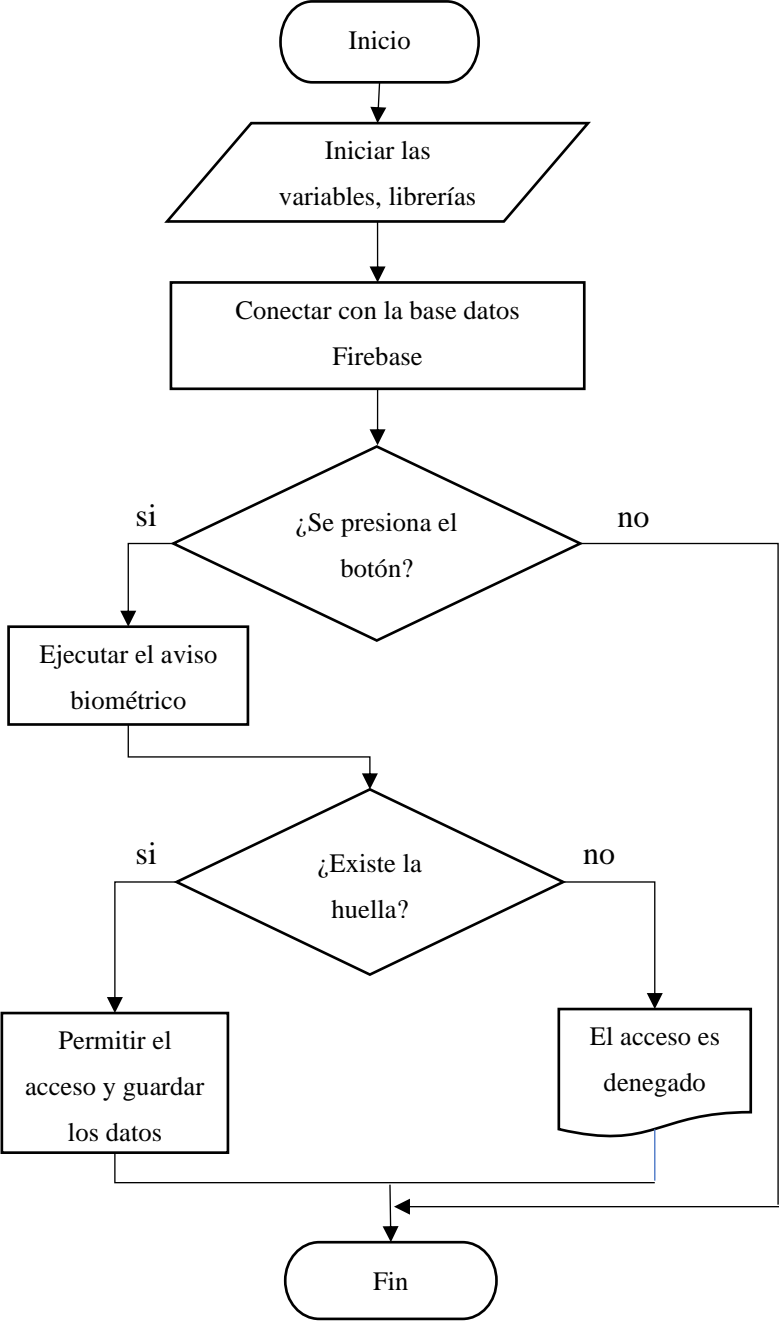 Inicio
Iniciar las
variables, librerías
Conectar con la base datos
Firebase
si
¿Se presiona el
botón?
no
Ejecutar el aviso
biométrico
si
¿Existe la
huella?
no
Permitir el
acceso y guardar
los datos
El acceso es
denegado
Fin